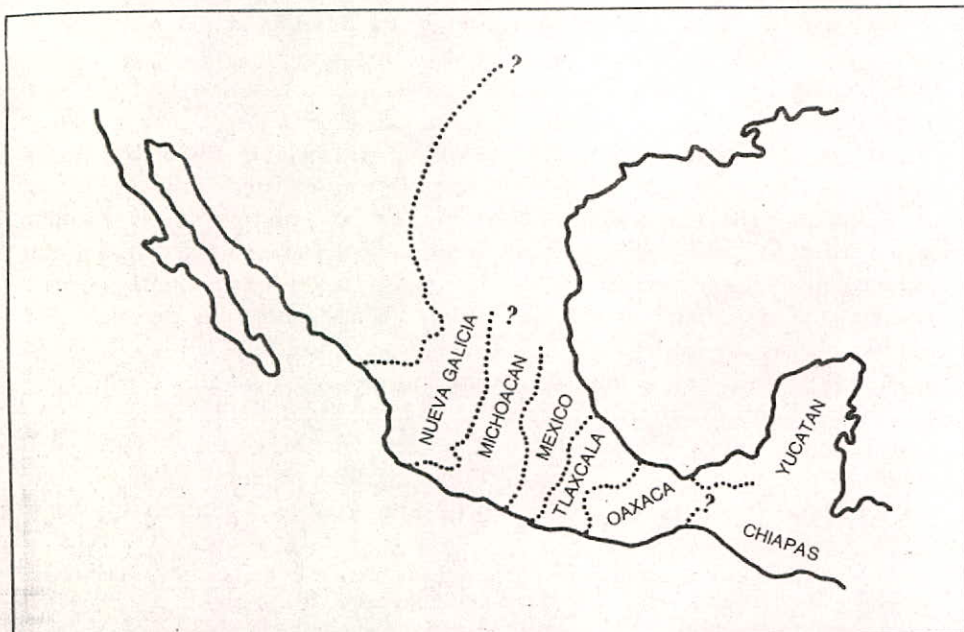 ?
?
NUEVA GALICIA
MICHOACAN
MEXICO
TLAXCALA
OAXACA
?
YUCATAN
CHIAPAS